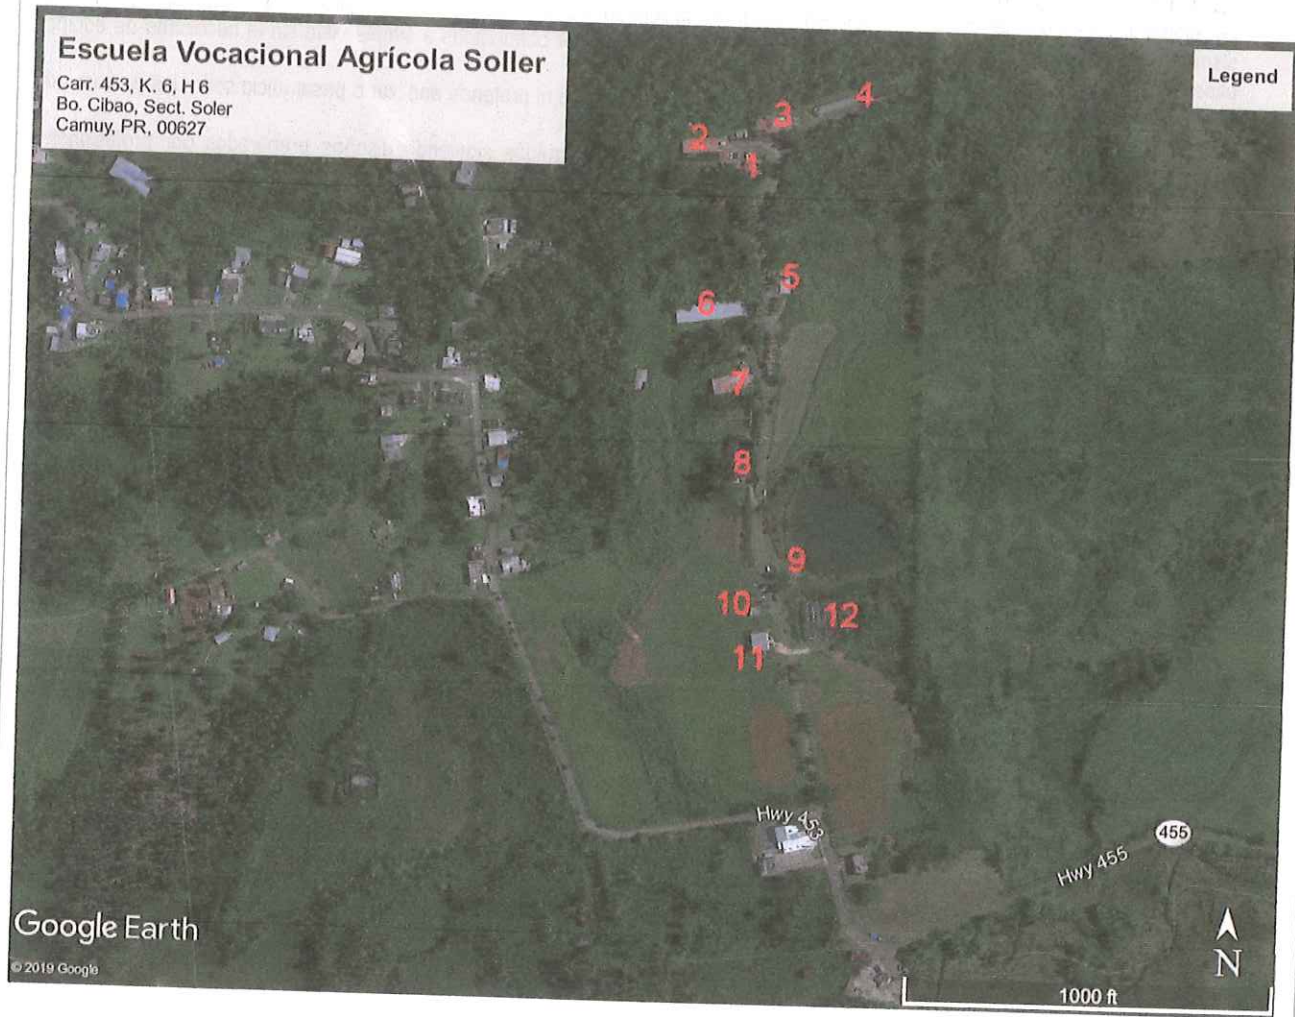 Escuela Vocacional Agrícola Soller
Carr. 453, K. 6, H 6
Bo. Cibao, Sect. Soler
Camuy, PR, 00627
Legend
4
3
2
1
5
6
7
8
9
10
12
11
Hwy 453
455
Hwy 455
Google Earth
© 2019 Google
N
1000 ft